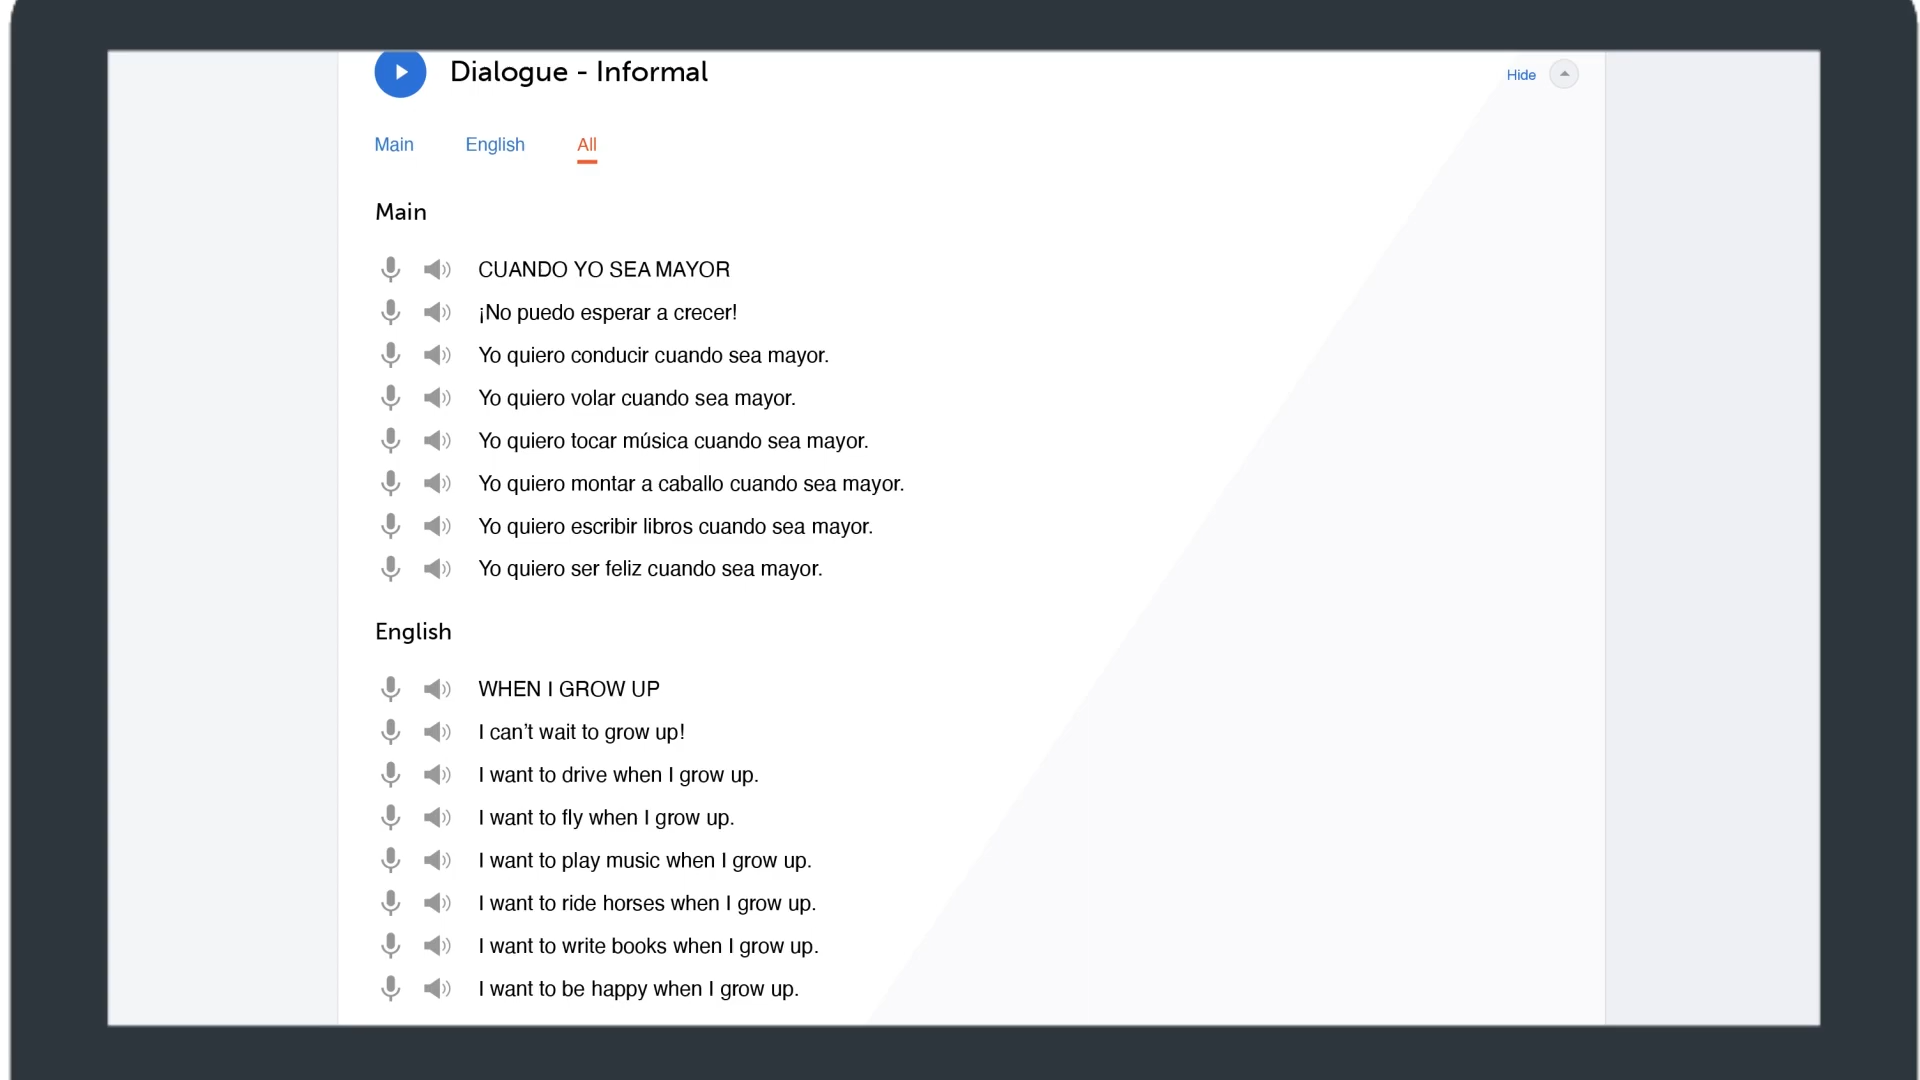 Dialogue - Informal
Hide
Main English All
Main
CUANDO YO SEA MAYOR
¡No puedo esperar a crecer!
Yo quiero conducir cuando sea mayor.
Yo quiero volar cuando sea mayor.
Yo quiero tocar música cuando sea mayor.
Yo quiero montar a caballo cuando sea mayor.
Yo quiero escribir libros cuando sea mayor.
Yo quiero ser feliz cuando sea mayor.
English
WHEN I GROW UP
I can’t wait to grow up!
I want to drive when I grow up.
I want to fly when I grow up.
I want to play music when I grow up.
I want to ride horses when I grow up.
I want to write books when I grow up.
I want to be happy when I grow up.